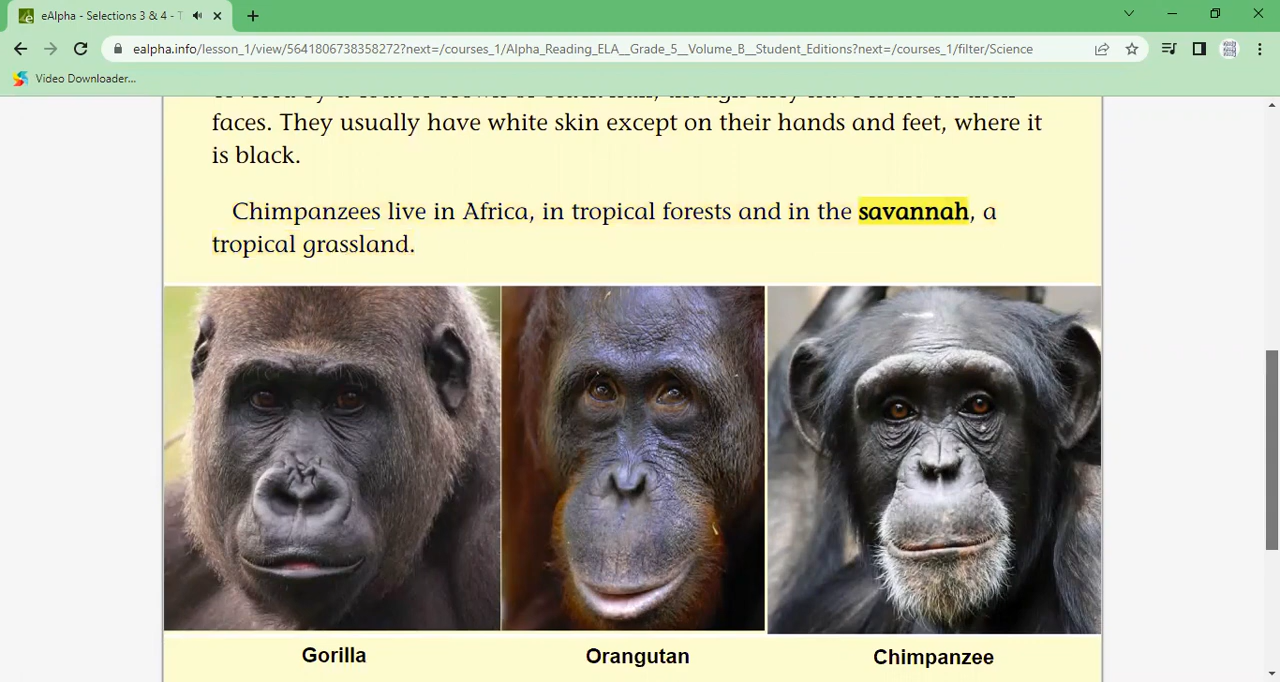 eAlpha - Selections 3 & 4 - T
ealpha.info/lesson_1/view/5641806738358272?next=/courses_1/Alpha_Reading_ELA__Grade_5__Volume_B__Student_Editions?next=/courses_1/filter/Science
Video Downloader...
faces. They usually have white skin except on their hands and feet, where it
is black.
Chimpanzees live in Africa, in tropical forests and in the savannah, a
tropical grassland.
Gorilla
Orangutan
Chimpanzee